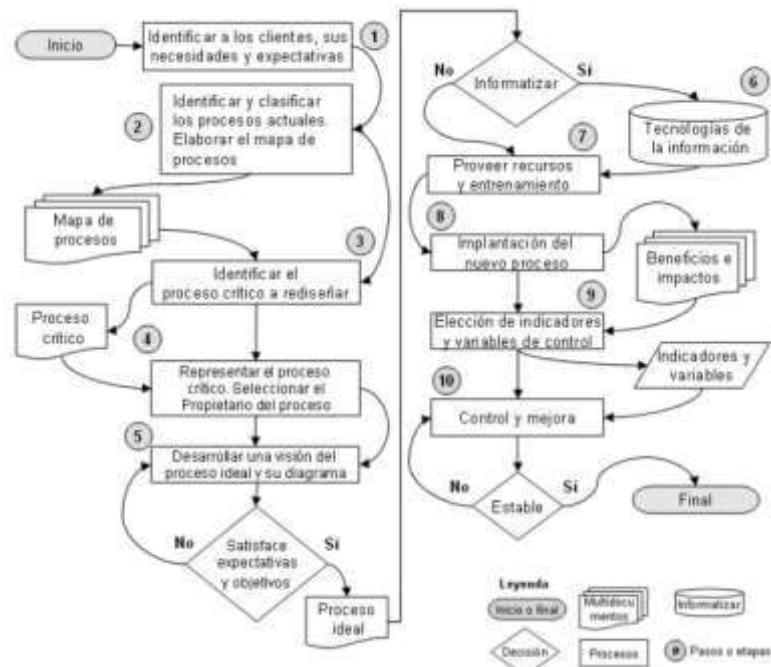 Inicio
Identificar a los clientes, sus
necesidades y expectativas
1
2
Identificar y clasificar
los procesos actuales.
Elaborar el mapa de
procesos
Mapa de
procesos
3
Identificar el
proceso crítico a rediseñar
Proceso
crítico
4
Representar el proceso
crítico. Seleccionar el
Propietario del proceso
5
Desarrollar una visión del
proceso ideal y su diagrama
No
Satisface
expectativas
y objetivos
Sí
Proceso
ideal
No
Informatizar
Sí
6
Tecnologías de
la información
7
Proveer recursos
y entrenamiento
8
Implantación del
nuevo proceso
Beneficios e
impactos
9
Elección de indicadores
y variables de control
Indicadores y
variables
10
Control y mejora
No
Estable
Sí
Final
Leyenda
Inicio o final
Multidocu
mentos
Informatizar
Decisión
Procesos
#
Pasos o etapas